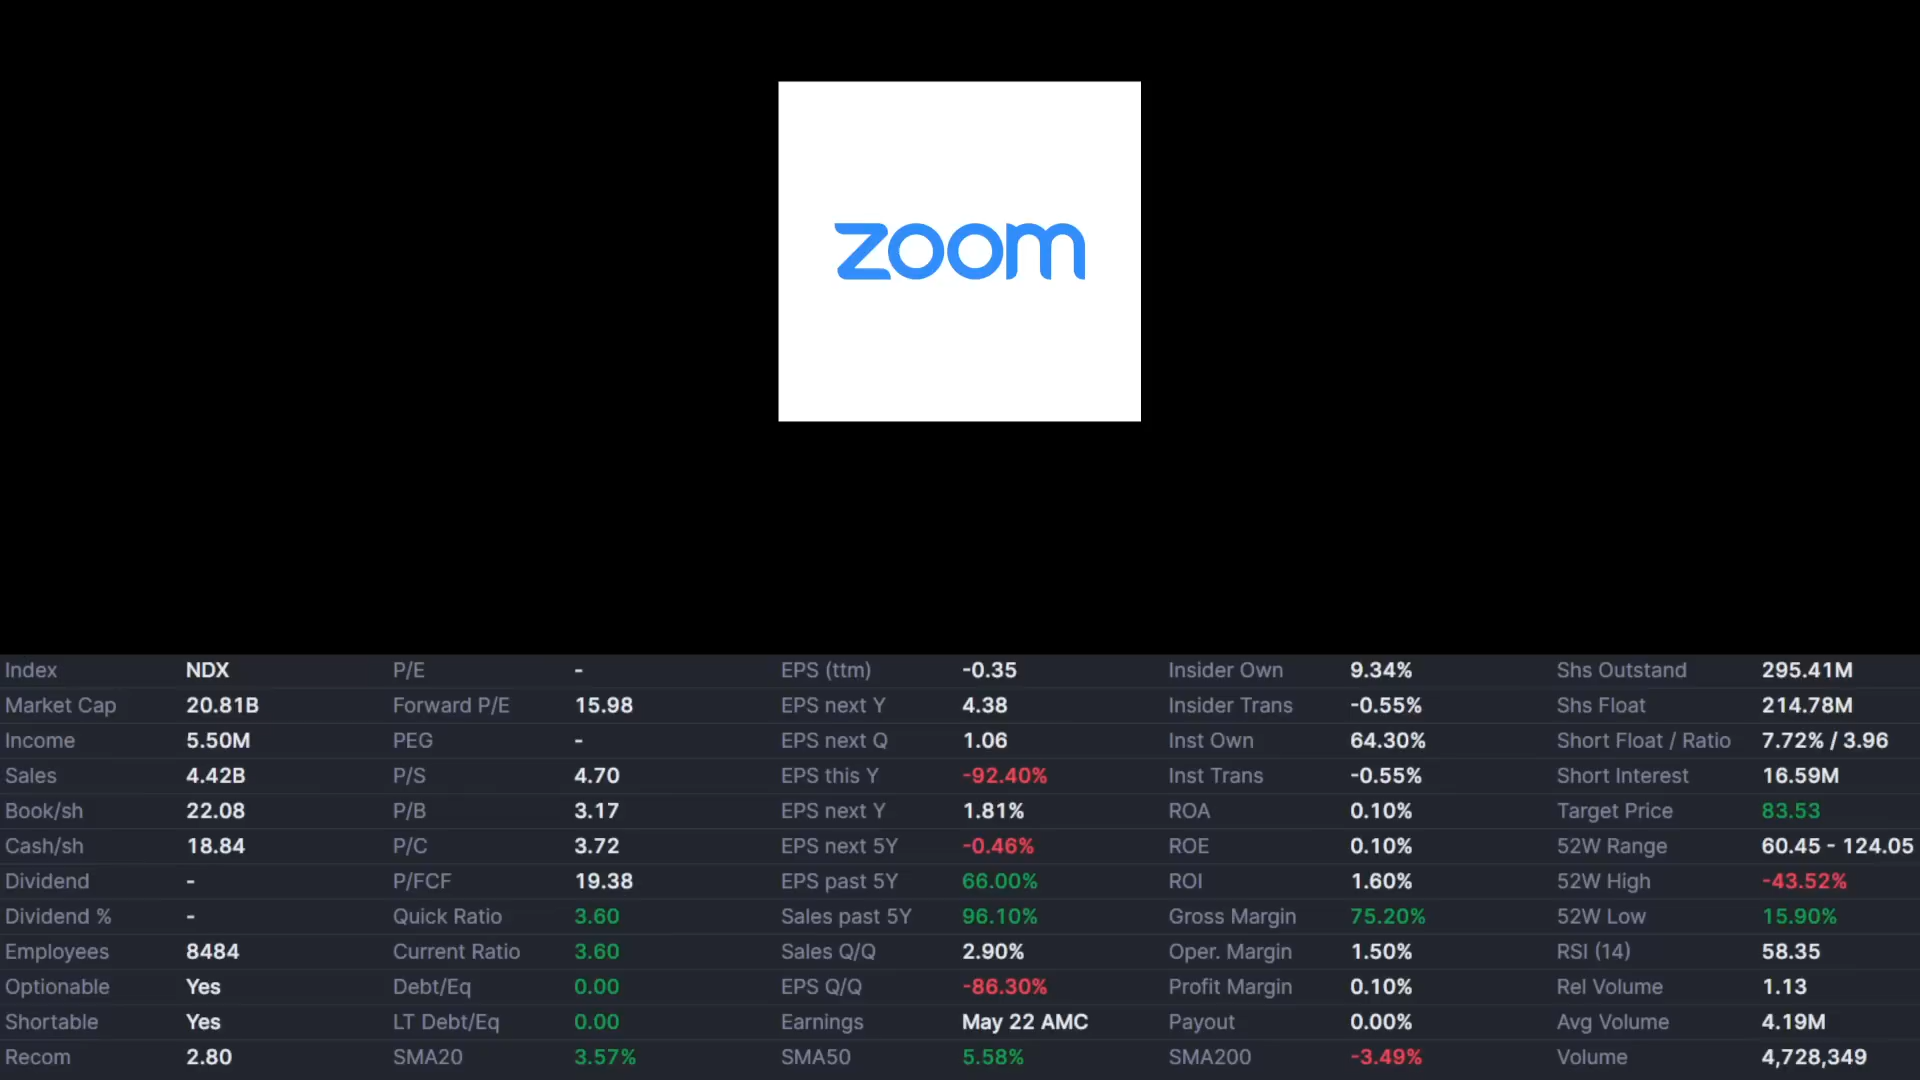 zoom
Index NDX P/E - EPS (ttm) -0.35 Insider Own 9.34% Shs Outstand 295.41M
Market Cap 20.81B Forward P/E 15.98 EPS next Y 4.38 Insider Trans -0.55% Shs Float 214.78M
Income 5.50M PEG - EPS next Q 1.06 Inst Own 64.30% Short Float / Ratio 7.72% / 3.96
Sales 4.42B P/S 4.70 EPS this Y -92.40% Inst Trans -0.55% Short Interest 16.59M
Book/sh 22.08 P/B 3.17 EPS next Y 1.81% ROA 0.10% Target Price 83.53
Cash/sh 18.84 P/C 3.72 EPS next 5Y -0.46% ROE 0.10% 52W Range 60.45 - 124.05
Dividend - P/FCF 19.38 EPS past 5Y 66.00% ROI 1.60% 52W High -43.52%
Dividend % - Quick Ratio 3.60 Sales past 5Y 96.10% Gross Margin 75.20% 52W Low 15.90%
Employees 8484 Current Ratio 3.60 Sales Q/Q 2.90% Oper. Margin 1.50% RSI (14) 58.35
Optionable Yes Debt/Eq 0.00 EPS Q/Q -86.30% Profit Margin 0.10% Rel Volume 1.13
Shortable Yes LT Debt/Eq 0.00 Earnings May 22 AMC Payout 0.00% Avg Volume 4.19M
Recom 2.80 SMA20 3.57% SMA50 5.58% SMA200 -3.49% Volume 4,728,349